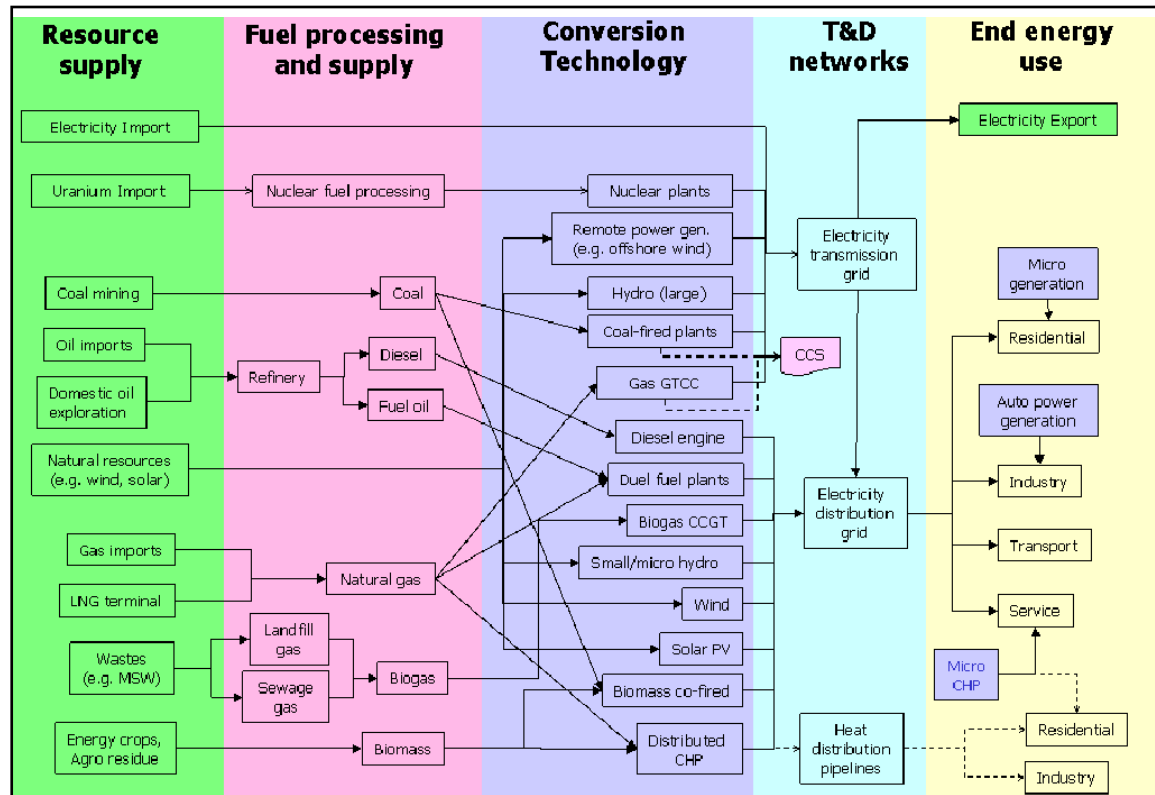 Resource
supply
Fuel processing
and supply
Conversion
Technology
T&D
networks
End energy
use
Electricity Import
Electricity Export
Uranium Import
Nuclear fuel processing
Nuclear plants
Remote power gen.
(e.g. offshore wind)
Electricity
transmission
grid
Micro
generation
Coal mining
Coal
Hydro (large)
Coal-fired plants
Residential
Oil imports
Diesel
CCS
Refinery
Gas GTCC
Domestic oil
exploration
Fuel oil
Auto power
generation
Diesel engine
Natural resources
(e.g. wind, solar)
Duel fuel plants
Industry
Electricity
distribution
grid
Biogas CCGT
Gas imports
Transport
Small/micro hydro
Natural gas
LNG terminal
Wind
Service
Landfill
gas
Solar PV
Wastes
(e.g. MSW)
Biogas
Micro
CHP
Sewage
gas
Biomass co-fired
Residential
Energy crops,
Agro residue
Biomass
Distributed
CHP
Heat
distribution
pipelines
Industry